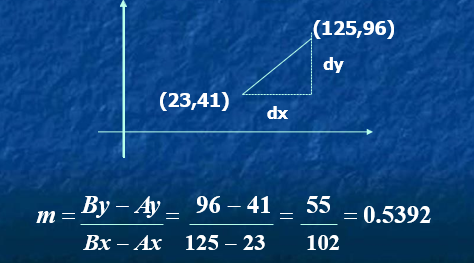 (125,96)
dy
(23,41)
dx
m = By – Ay / Bx – Ax = 96 – 41 / 125 – 23 = 55 / 102 = 0.5392